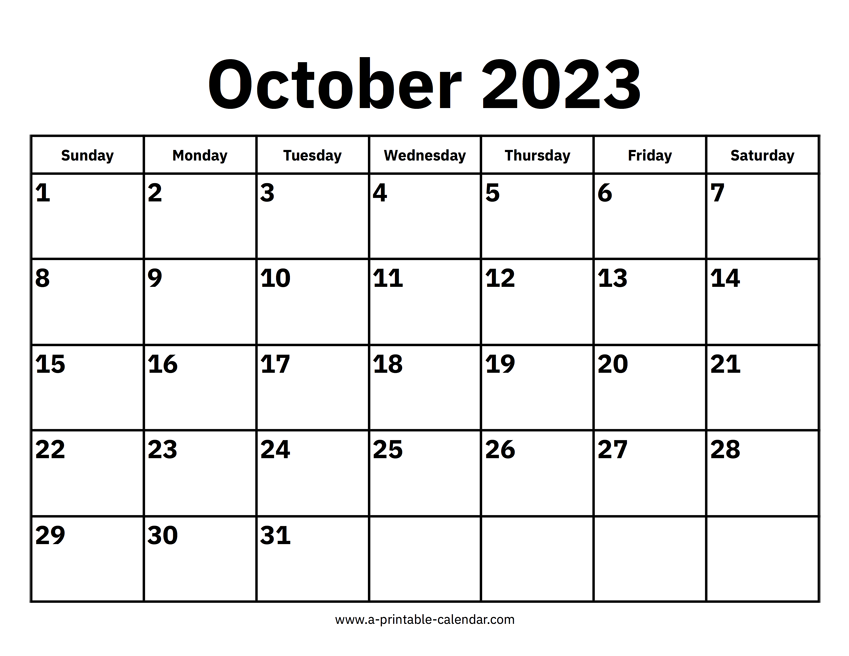 October 2023
Sunday Monday Tuesday Wednesday Thursday Friday Saturday
1 2 3 4 5 6 7
8 9 10 11 12 13 14
15 16 17 18 19 20 21
22 23 24 25 26 27 28
29 30 31
www.a-printable-calendar.com